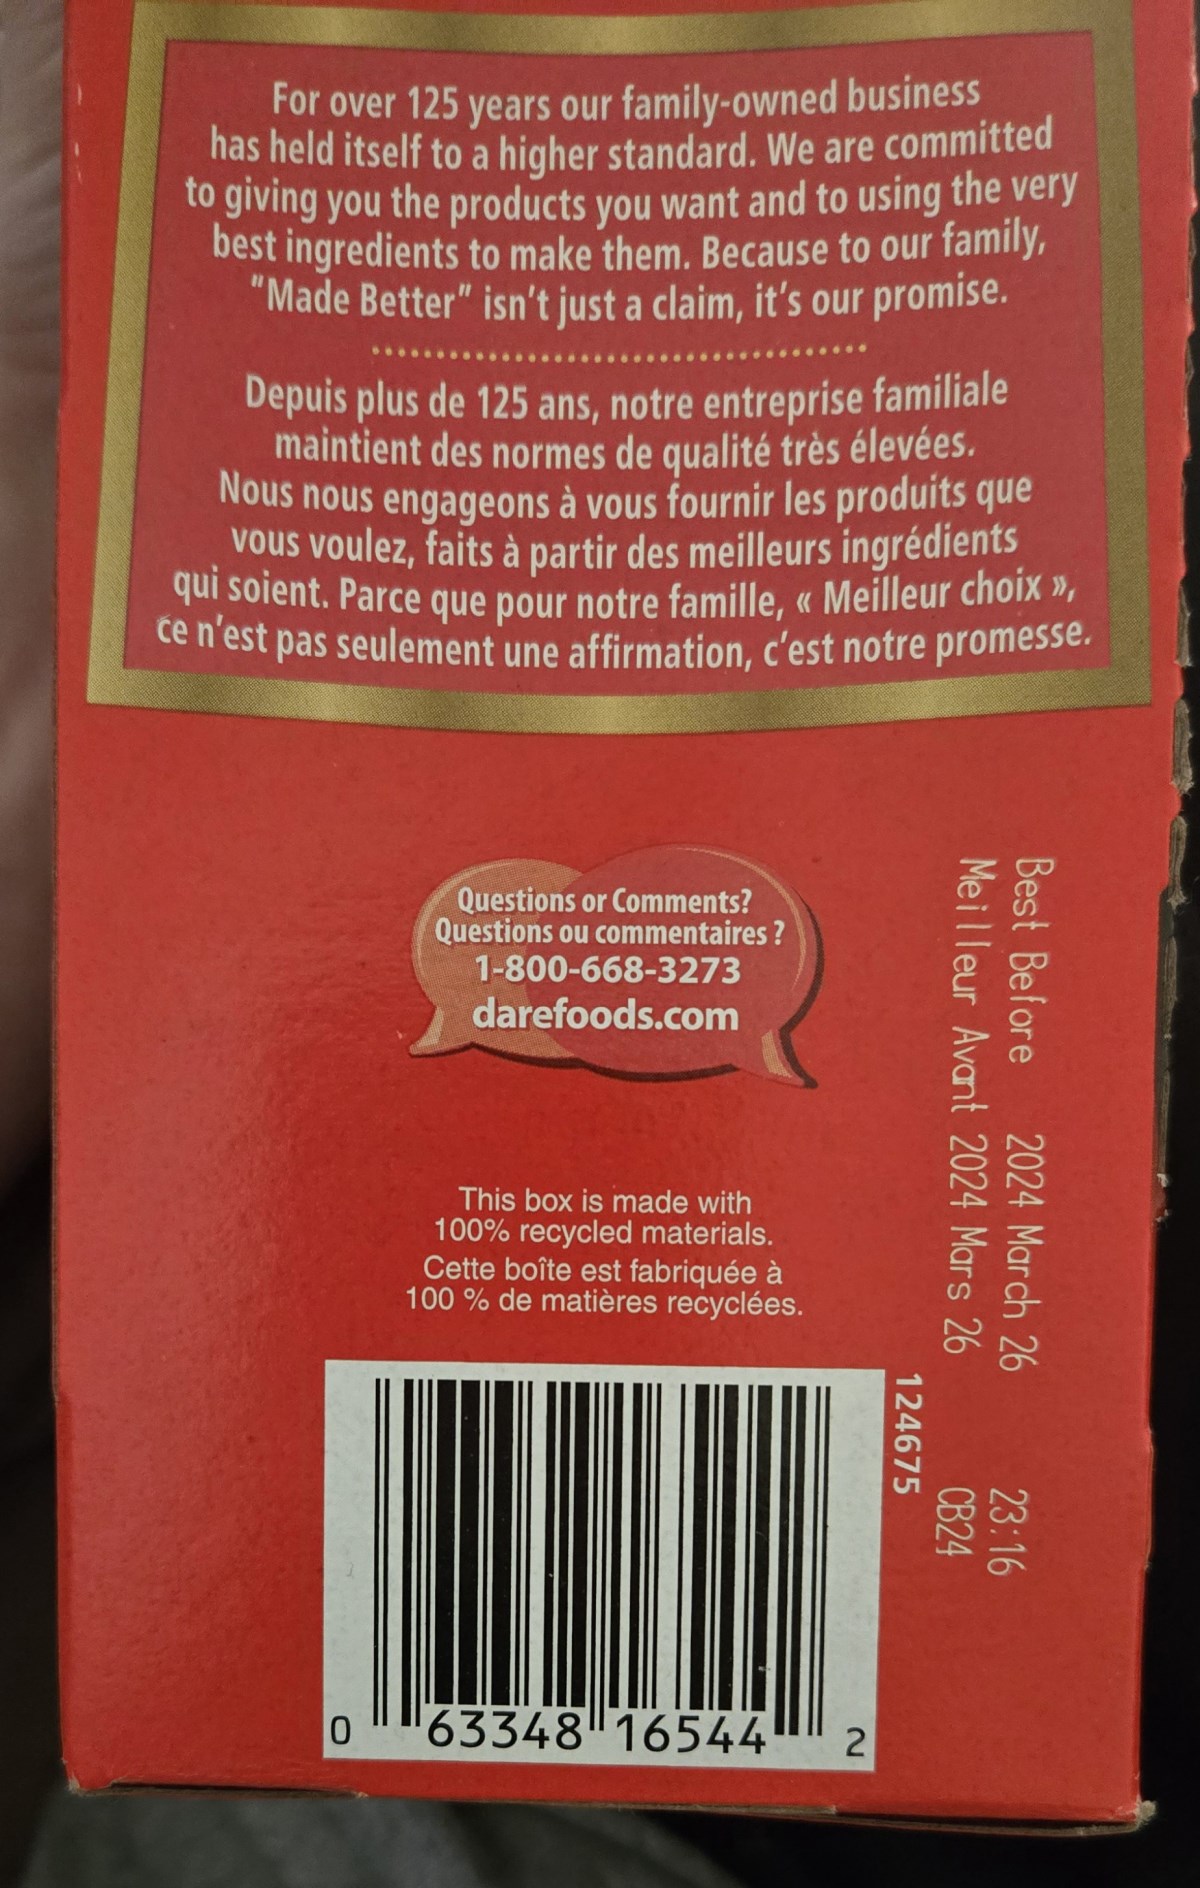 For over 125 years our family-owned business
has held itself to a higher standard. We are committed
to giving you the products you want and to using the very
best ingredients to make them. Because to our family,
"Made Better" isn't just a claim, it's our promise.
Depuis plus de 125 ans, notre entreprise familiale
maintient des normes de qualité très élevées.
Nous nous engageons à vous fournir les produits que
vous voulez, faits à partir des meilleurs ingrédients
qui soient. Parce que pour notre famille, « Meilleur choix »,
ce n'est pas seulement une affirmation, c'est notre promesse.
Questions or Comments?
Questions ou commentaires ?
1-800-668-3273
darefoods.com
This box is made with
100% recycled materials.
Cette boîte est fabriquée à
100 % de matières recyclées.
Best Before 2024 March 26 23:16
Meilleur Avant 2024 Mars 26 CB24
124675
0 63348 16544 2